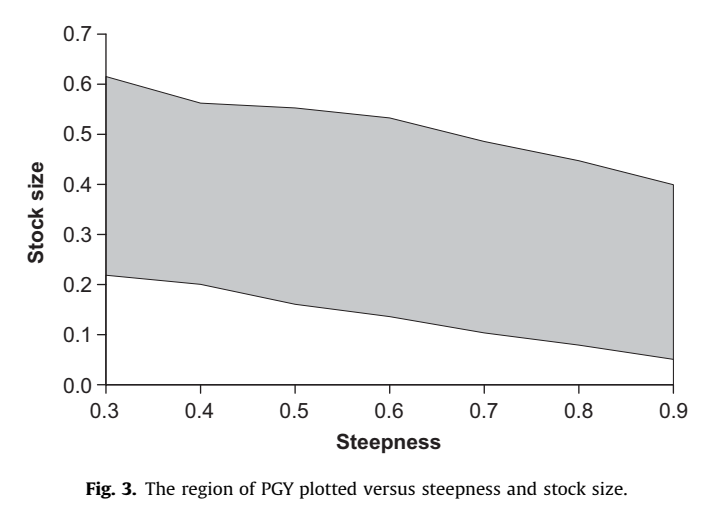 0.7
0.6
0.5
0.4
0.3
0.2
0.1
0.0
Stock size
0.3 0.4 0.5 0.6 0.7 0.8 0.9
Steepness
Fig. 3. The region of PGY plotted versus steepness and stock size.